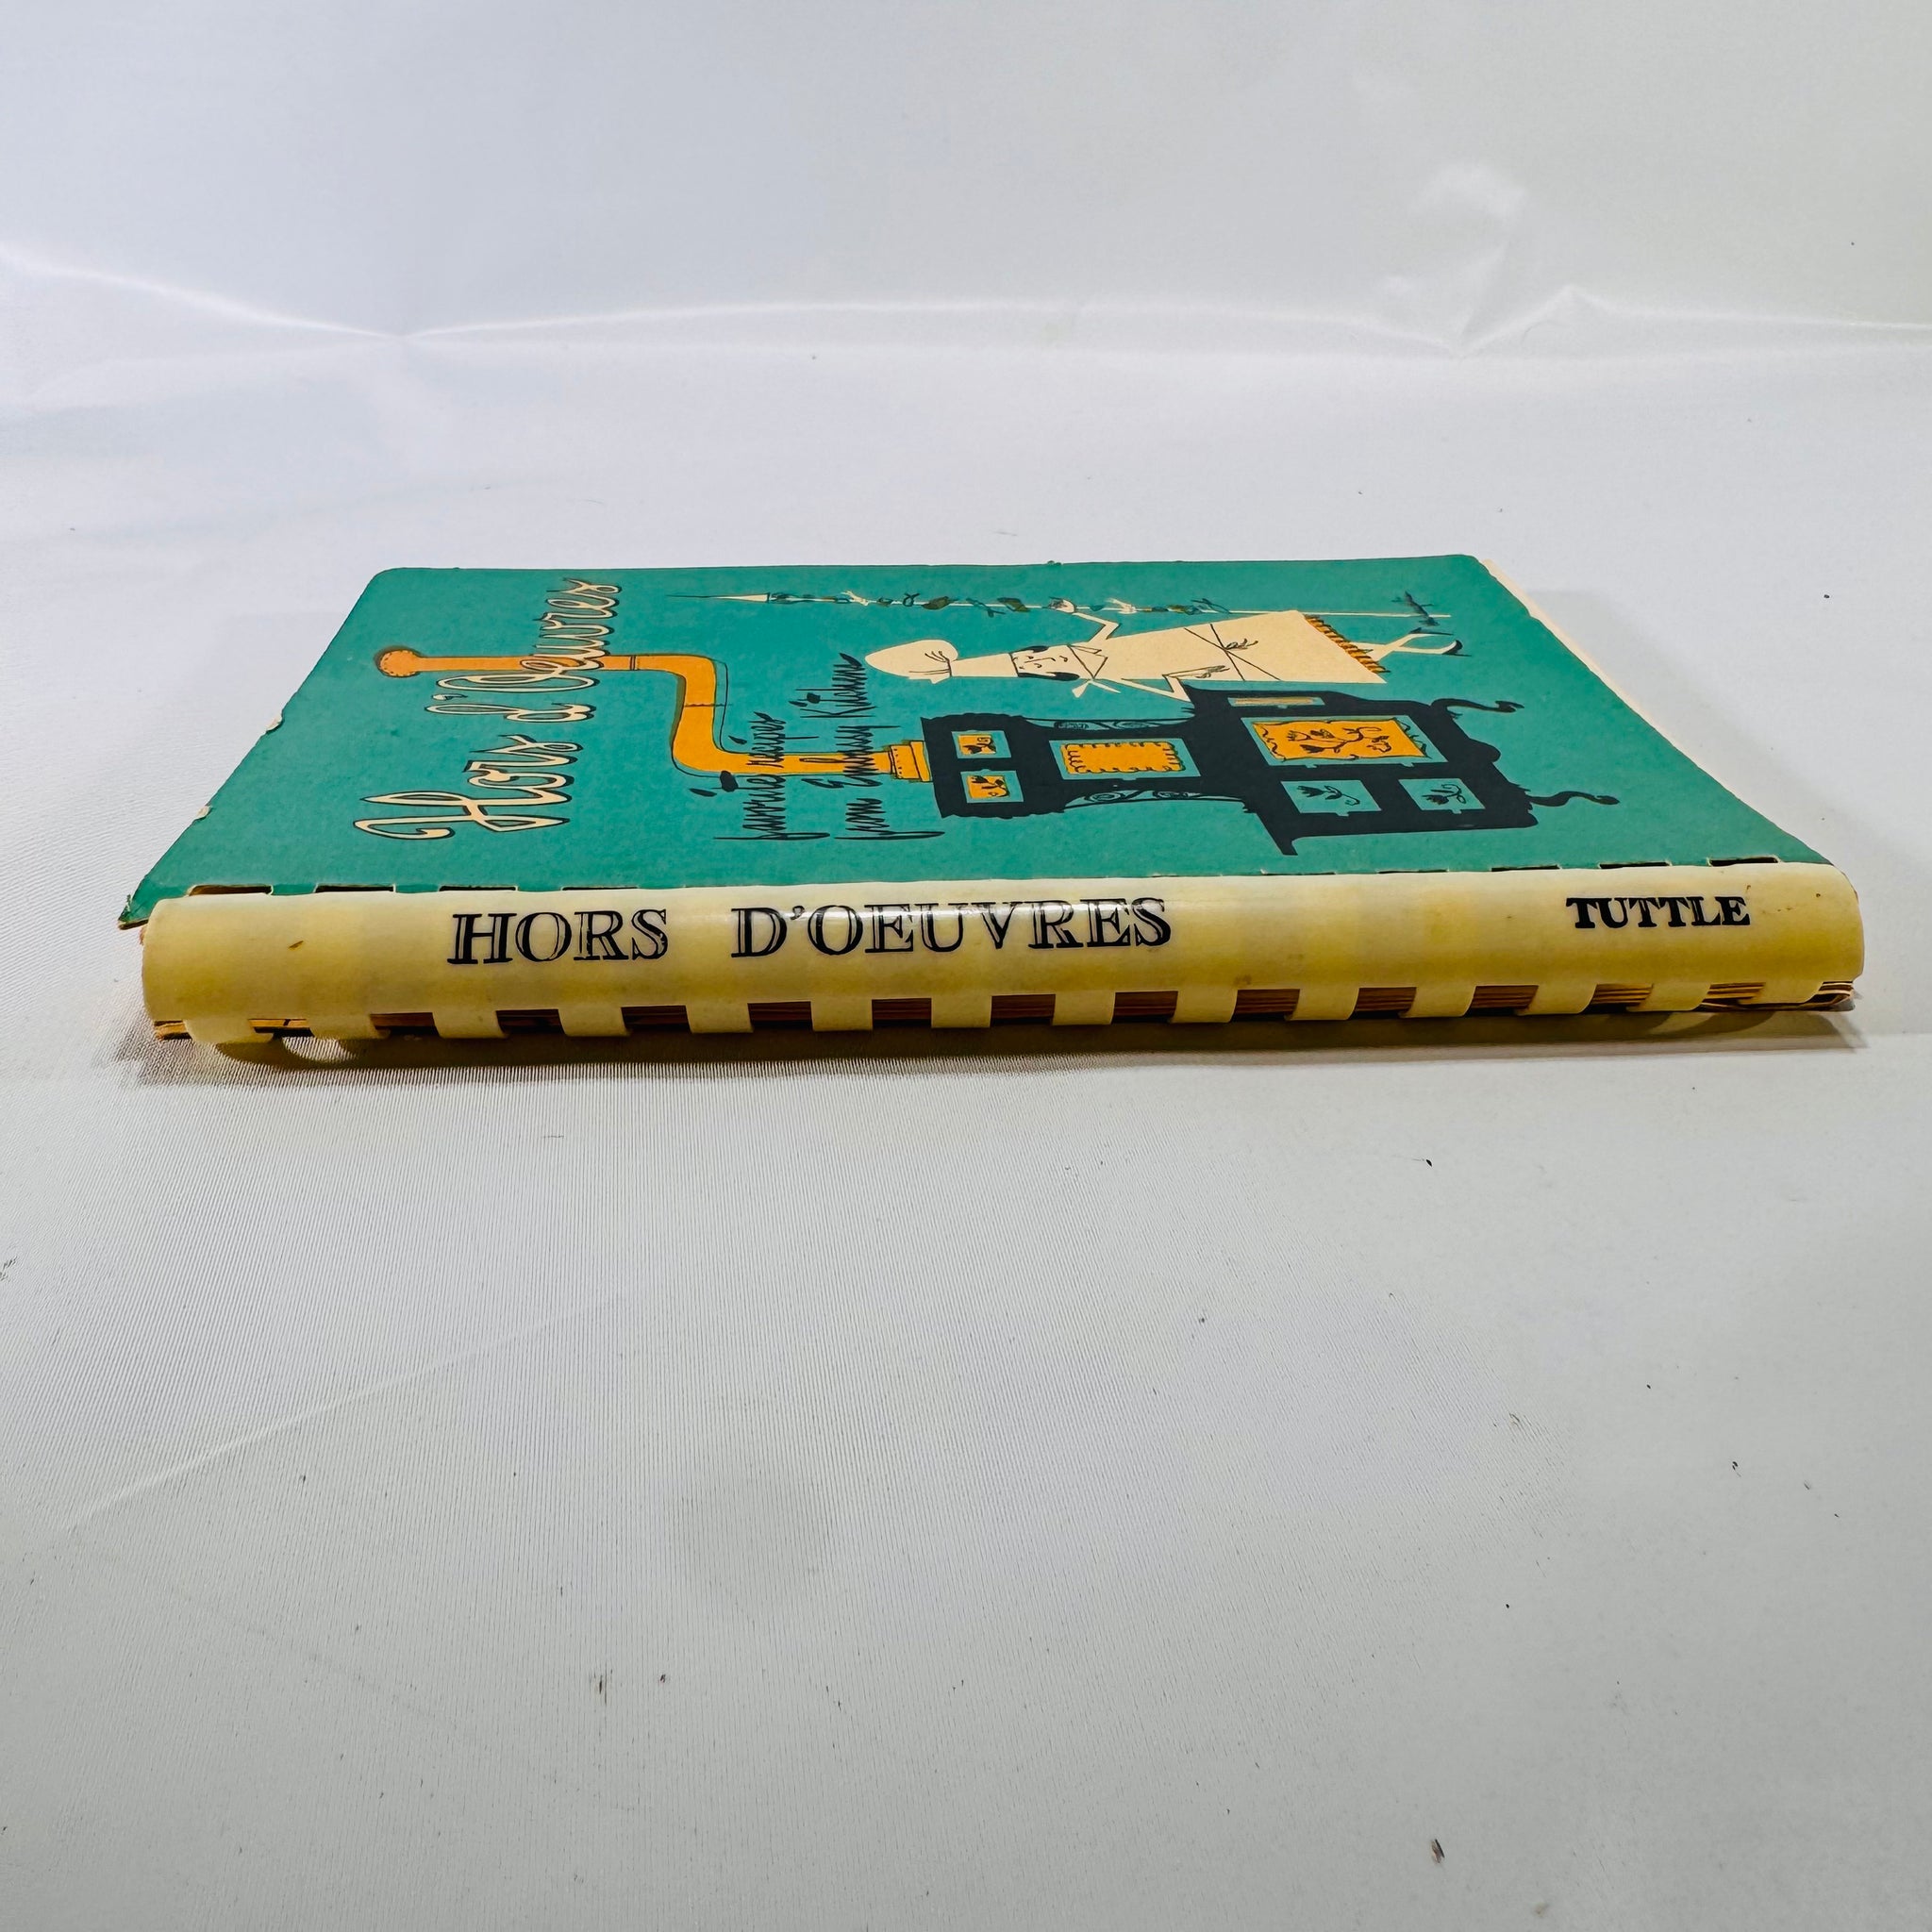 Hors d'Oeuvres
favorite recipes
from Embassy Kitchens
HORS D'OEUVRES TUTTLE